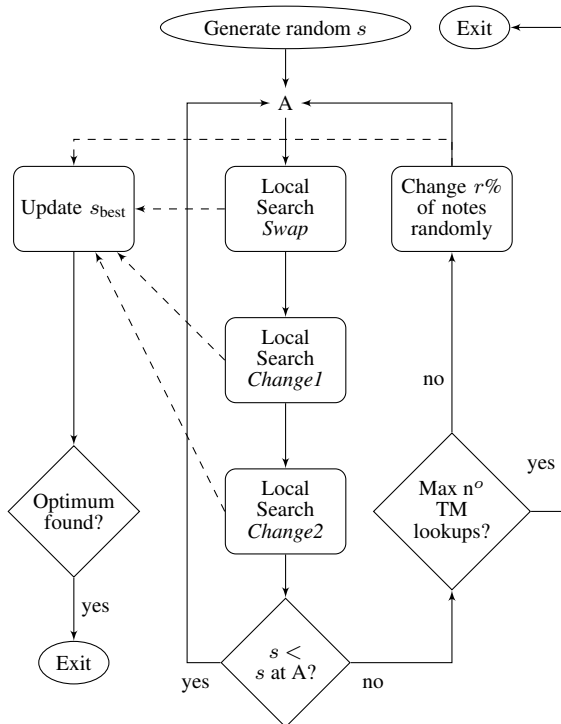 Generate random s
Exit
A
Update s_best
Local
Search
Swap
Change r%
of notes
randomly
Local
Search
Change1
no
Optimum
found?
Local
Search
Change2
Max nº
TM
lookups?
yes
yes
Exit
s <
s at A?
yes
no